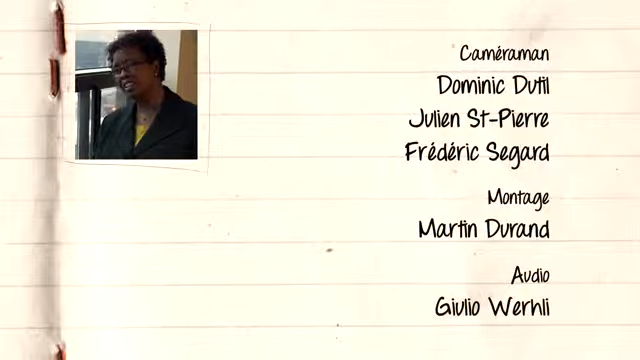 Caméraman
Dominic Dutil
Julien St-Pierre
Frédéric Segard
Montage
Martin Durand
Audio
Giulio Werhli